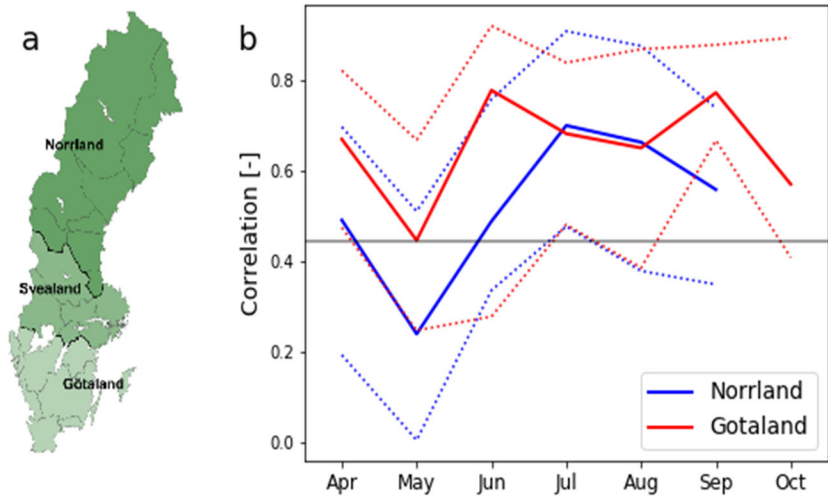 a
Norrland
Svealand
Götaland
b
Correlation [-]
0.8
0.6
0.4
0.2
0.0
Apr May Jun Jul Aug Sep Oct
Norrland
Gotaland